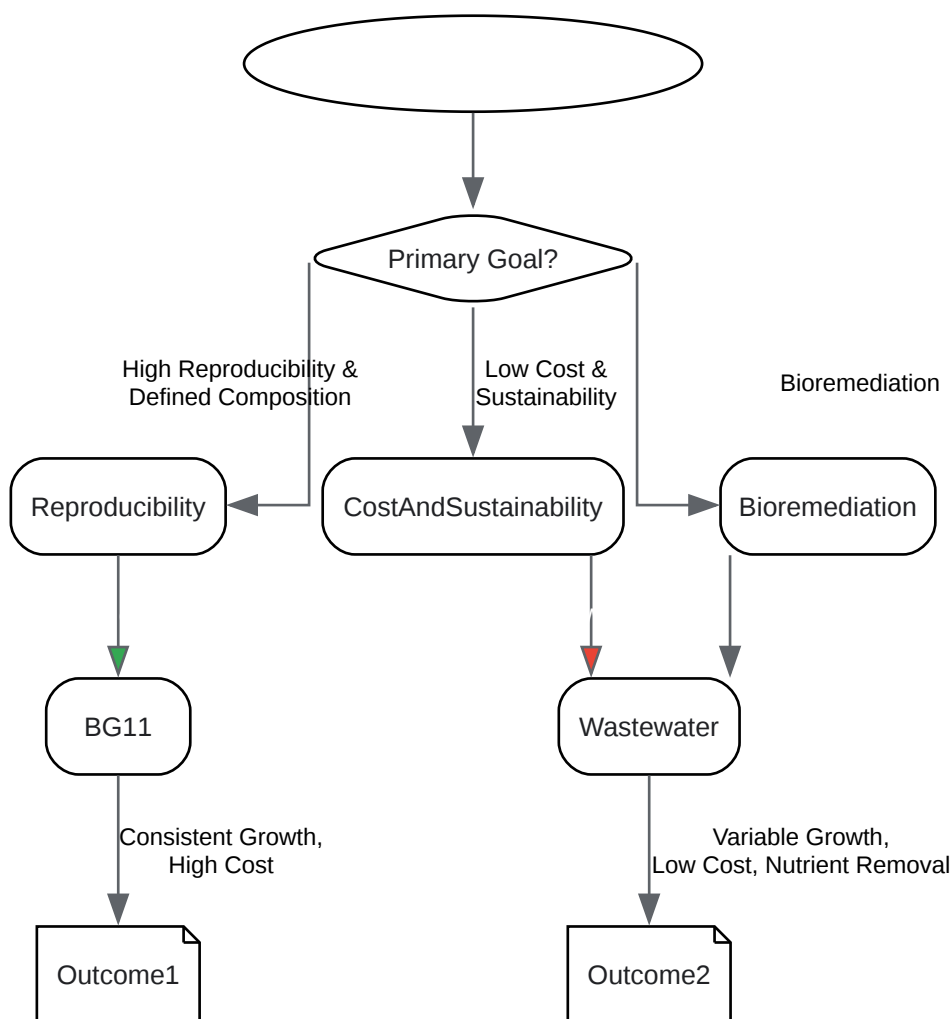 Primary Goal?
High Reproducibility &
Defined Composition
Low Cost &
Sustainability
Bioremediation
Reproducibility
CostAndSustainability
Bioremediation
BG11
Wastewater
Consistent Growth,
High Cost
Variable Growth,
Low Cost, Nutrient Removal
Outcome1
Outcome2